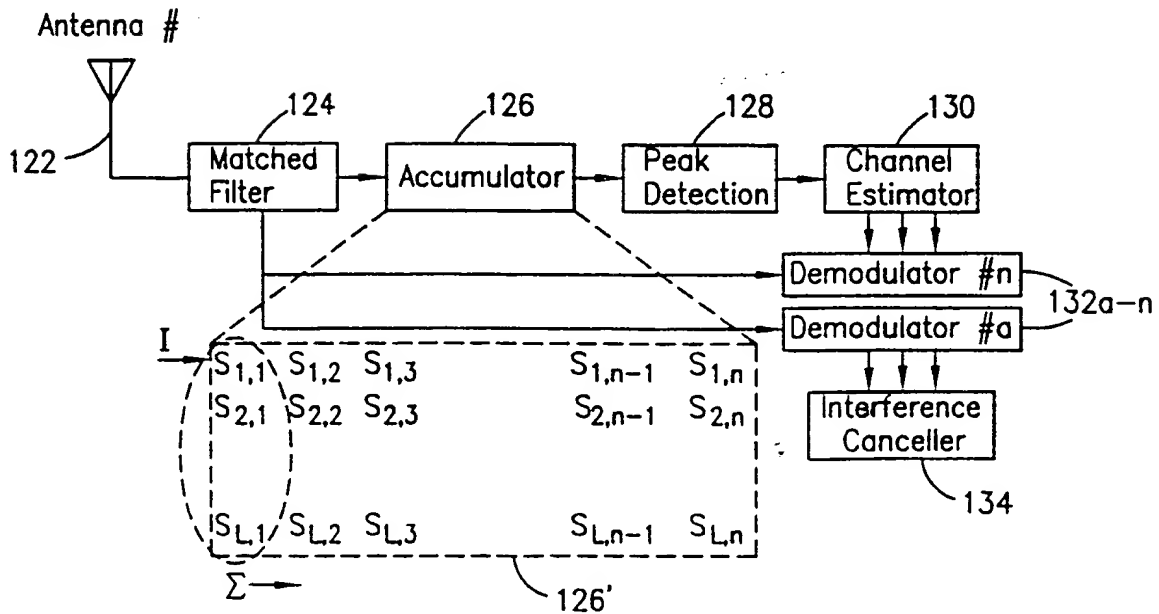 Antenna #
122
124
126
128
130
Matched Filter
Accumulator
Peak Detection
Channel Estimator
Demodulator #n
Demodulator #a
132a-n
Interference Canceller
134
I
S1,1 S1,2 S1,3 S1,n-1 S1,n
S2,1 S2,2 S2,3 S2,n-1 S2,n
SL,1 SL,2 SL,3 SL,n-1 SL,n
Σ
126'